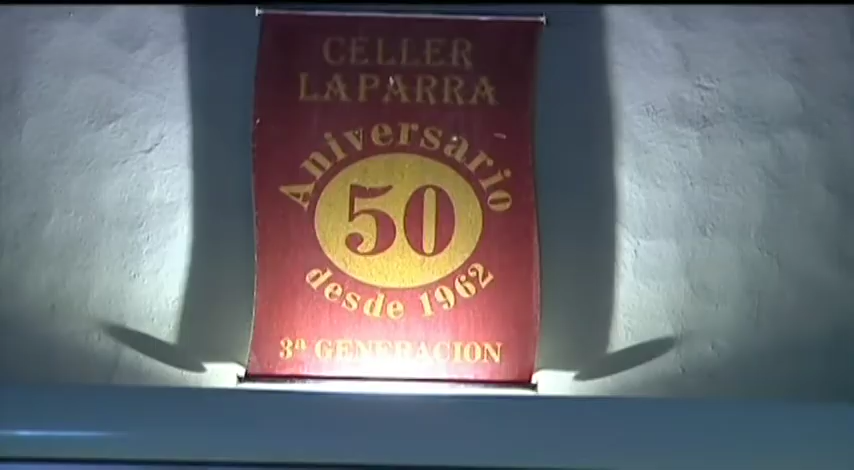 CELLER
LAPARRA
Aniversario
50
desde 1962
3ª GENERACION